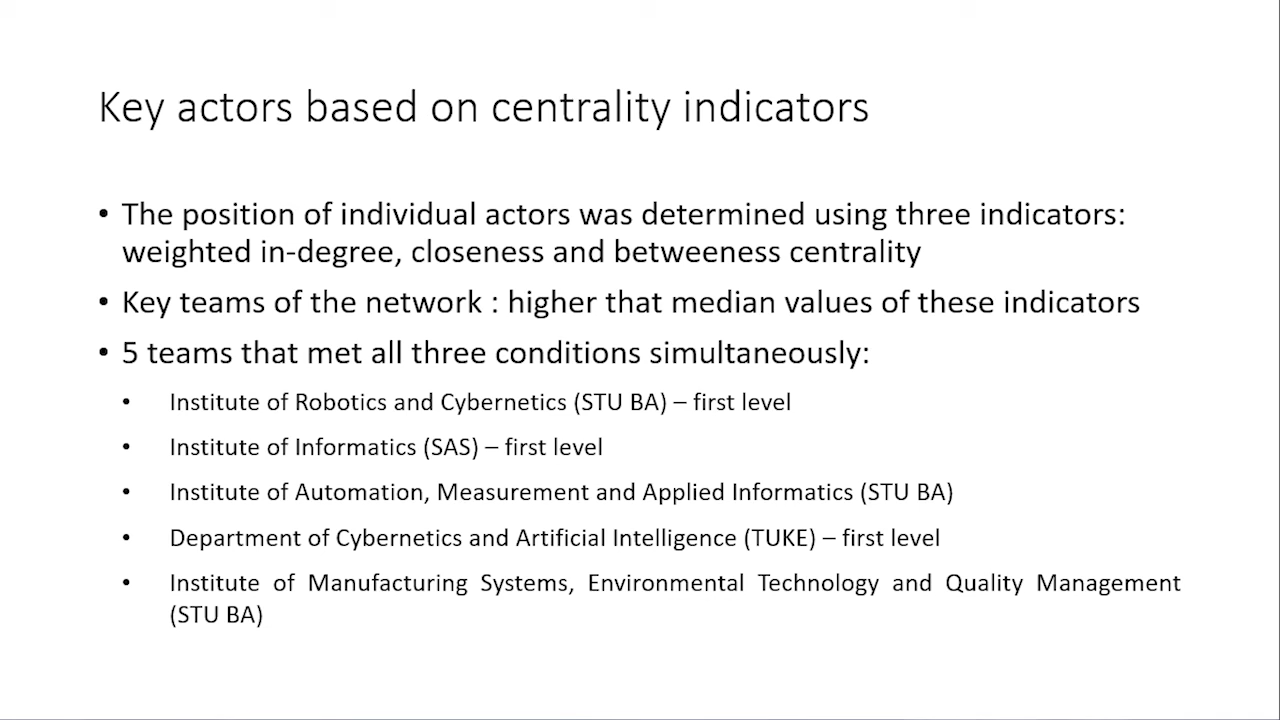 Key actors based on centrality indicators
• The position of individual actors was determined using three indicators:
weighted in-degree, closeness and betweeness centrality
• Key teams of the network : higher that median values of these indicators
• 5 teams that met all three conditions simultaneously:
• Institute of Robotics and Cybernetics (STU BA) – first level
• Institute of Informatics (SAS) – first level
• Institute of Automation, Measurement and Applied Informatics (STU BA)
• Department of Cybernetics and Artificial Intelligence (TUKE) – first level
• Institute of Manufacturing Systems, Environmental Technology and Quality Management
(STU BA)